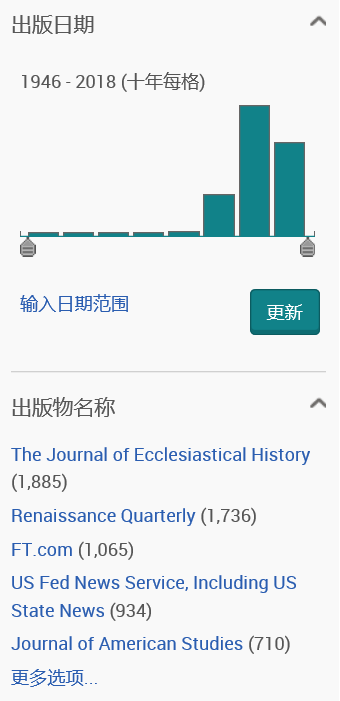 出版日期
1946 - 2018 (十年每格)
输入日期范围
更新
出版物名称
The Journal of Ecclesiastical History
(1,885)
Renaissance Quarterly (1,736)
FT.com (1,065)
US Fed News Service, Including US
State News (934)
Journal of American Studies (710)
更多选项...